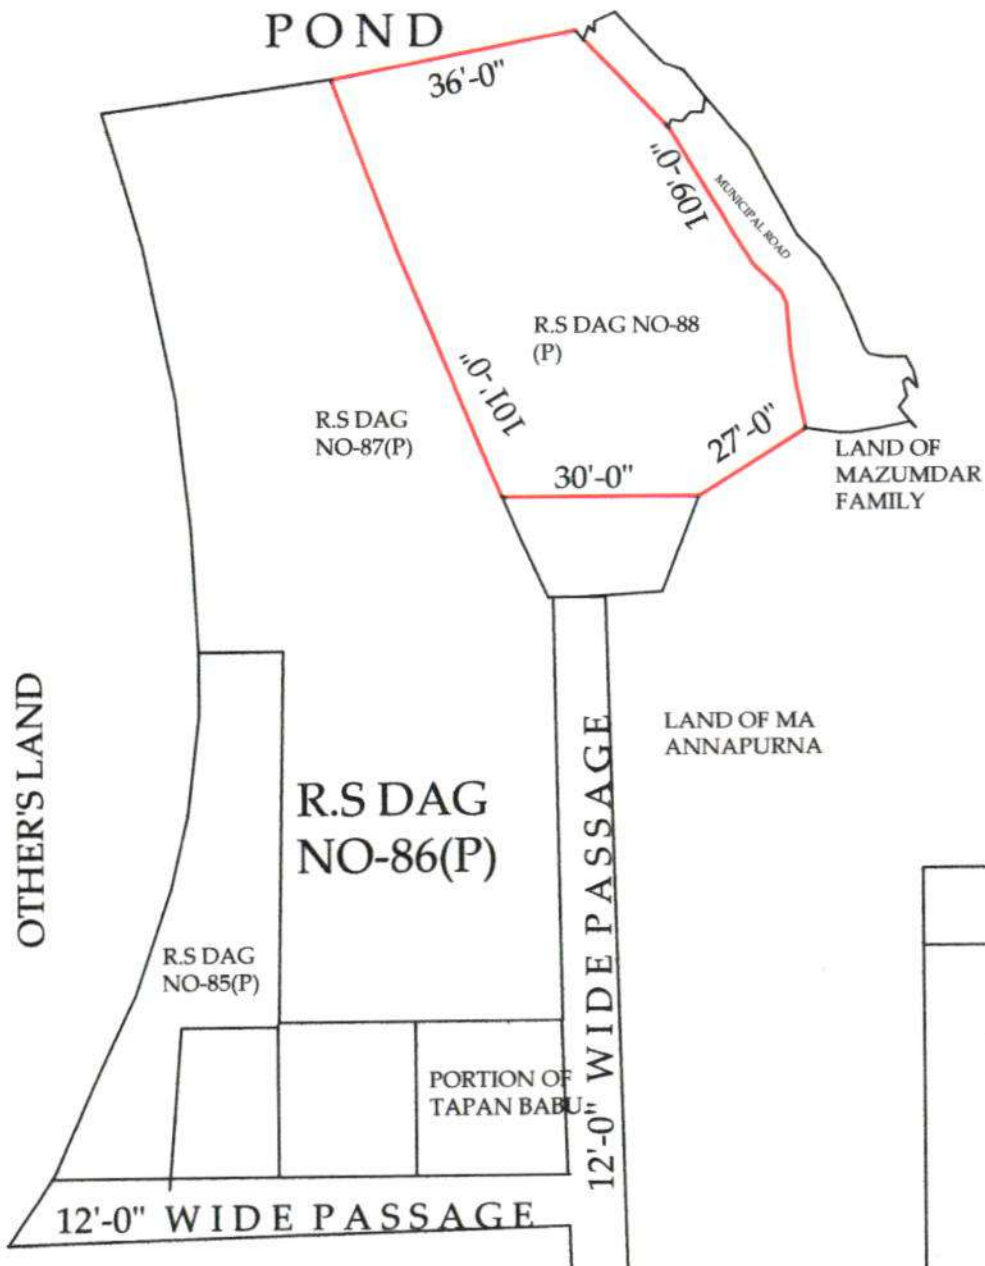 POND
36'-0"
109'-0"
MUNICIPAL ROAD
R.S DAG NO-88
(P)
101'-0"
R.S DAG
NO-87(P)
27'-0"
30'-0"
LAND OF
MAZUMDAR
FAMILY
OTHER'S LAND
LAND OF MA
ANNAPURNA
R.S DAG
NO-86(P)
12'-0" WIDE PASSAGE
R.S DAG
NO-85(P)
PORTION OF
TAPAN BABU
12'-0" WIDE PASSAGE